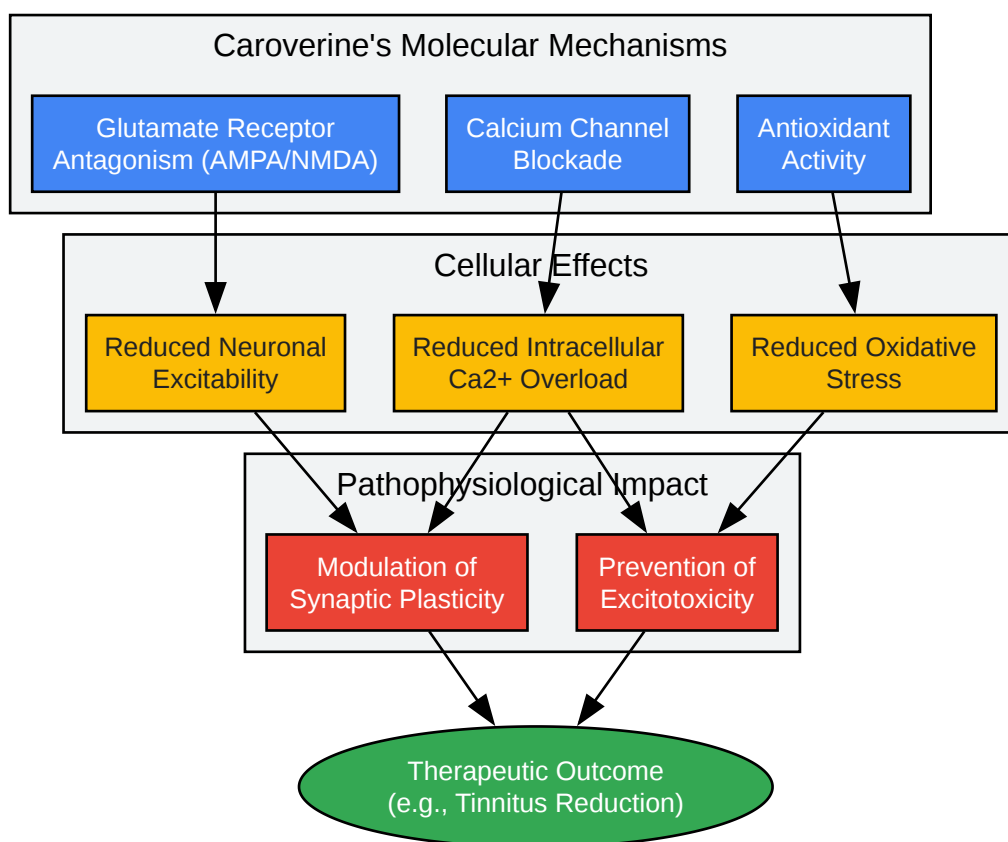 Caroverine's Molecular Mechanisms
Glutamate Receptor
Antagonism (AMPA/NMDA)
Calcium Channel
Blockade
Antioxidant
Activity
Cellular Effects
Reduced Neuronal
Excitability
Reduced Intracellular
Ca2+ Overload
Reduced Oxidative
Stress
Pathophysiological Impact
Modulation of
Synaptic Plasticity
Prevention of
Excitotoxicity
Therapeutic Outcome
(e.g., Tinnitus Reduction)